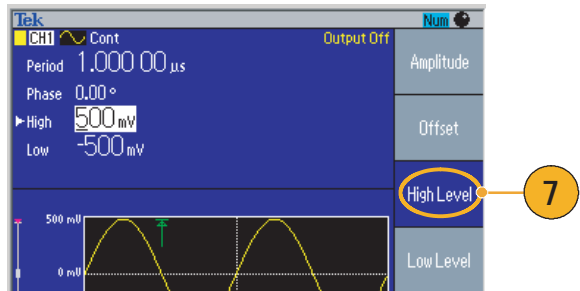 Tek Num
CH1 Cont Output Off
Period 1.000 00 µs
Phase 0.00 °
High 500 mV
Low -500 mV
Amplitude
Offset
High Level
Low Level
7
500 mV
0 mV